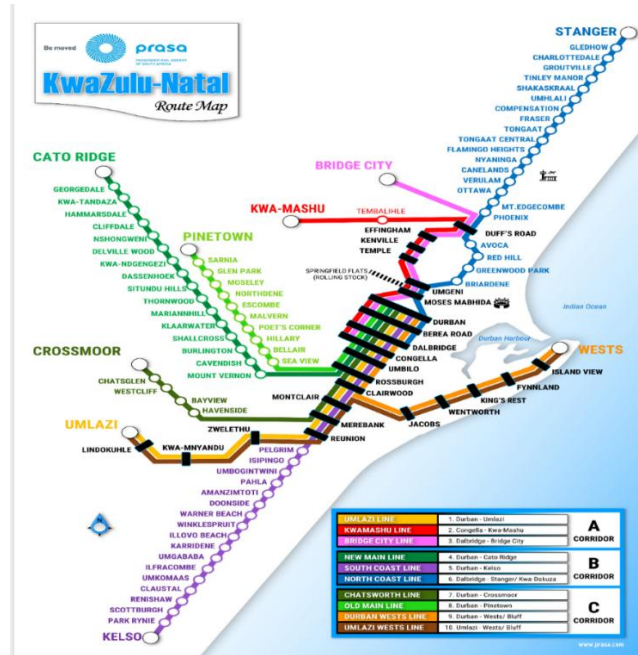 Be moved
prasa
PASSENGER RAIL AGENCY
OF SOUTH AFRICA
KwaZulu-Natal
Route Map
STANGER
GLEDHOW
CHARLOTTEDALE
GROUTVILLE
TINLEY MANOR
SHAKASKRAAL
UMHLALI
COMPENSATION
FRASER
TONGAAT
TONGAAT CENTRAL
FLAMINGO HEIGHTS
NYANINGA
CANELANDS
VERULAM
OTTAWA
MT.EDGECOMBE
PHOENIX
BRIDGE CITY
KWA-MASHU
TEMBALIHLE
EFFINGHAM
KENVILLE
TEMPLE
DUFF'S ROAD
AVOCA
RED HILL
GREENWOOD PARK
BRIARDENE
SPRINGFIELD FLATS
(ROLLING STOCK)
UMGENI
MOSES MABHIDA
DURBAN
BEREA ROAD
DALBRIDGE
CONGELLA
UMBILO
ROSSBURGH
CLAIRWOOD
MONTCLAIR
MEREBANK
REUNION
CATO RIDGE
GEORGEDALE
KWA-TANDAZA
HAMMARSDALE
CLIFFDALE
NSHONGWENI
DELVILLE WOOD
KWA-NDGENGEZI
DASSENHOEK
SITUNDU HILLS
THORNWOOD
MARIANNHILL
KLAARWATER
SHALLCROSS
BURLINGTON
CAVENDISH
MOUNT VERNON
PINETOWN
SARNIA
GLEN PARK
MOSELEY
NORTHDENE
ESCOMBE
MALVERN
POET'S CORNER
HILLARY
BELLAIR
SEA VIEW
CROSSMOOR
CHATSGLEN
WESTCLIFF
BAYVIEW
HAVENSIDE
UMLAZI
LINDOKUHLE
KWA-MNYANDU
ZWELETHU
WESTS
ISLAND VIEW
FYNNLAND
KING'S REST
WENTWORTH
JACOBS
Indian Ocean
Durban Harbour
PELGRIM
ISIPINGO
UMBOGINTWINI
PAHLA
AMANZIMTOTI
DOONSIDE
WARNER BEACH
WINKLESPRUIT
ILLOVO BEACH
KARRIDENE
UMGABABA
ILFRACOMBE
UMKOMAAS
CLAUSTAL
RENISHAW
SCOTTBURGH
PARK RYNIE
KELSO
UMLAZI LINE 1. Durban - Umlazi
KWAMASHU LINE 2. Congella - Kwa-Mashu
BRIDGE CITY LINE 3. Dalbridge - Bridge City
A
CORRIDOR
NEW MAIN LINE 4. Durban - Cato Ridge
SOUTH COAST LINE 5. Durban - Kelso
NORTH COAST LINE 6. Dalbridge - Stanger/ Kwa Dukuza
B
CORRIDOR
CHATSWORTH LINE 7. Durban - Crossmoor
OLD MAIN LINE 8. Durban - Pinetown
DURBAN WESTS LINE 9. Durban - Wests/ Bluff
UMLAZI WESTS LINE 10. Umlazi - Wests/ Bluff
C
CORRIDOR
www.prasa.com